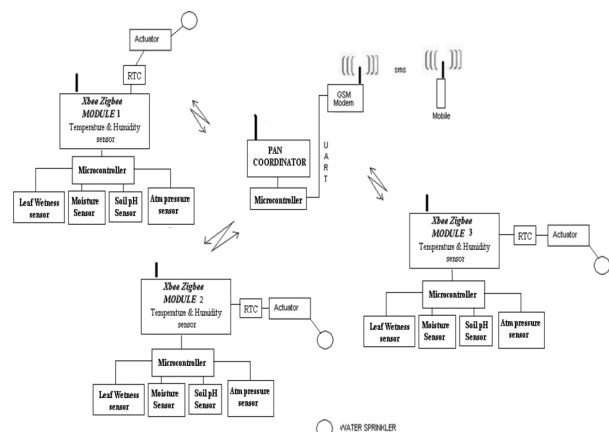 Actuator
RTC
Xbee Zigbee
MODULE 1
Temperature & Humidity
sensor
Microcontroller
Leaf Wetness
sensor
Moisture
Sensor
Soil pH
Sensor
Atm pressure
sensor
PAN
COORDINATOR
Microcontroller
UART
GSM
Modem
sms
Mobile
Xbee Zigbee
MODULE 3
Temperature & Humidity
sensor
RTC
Actuator
Microcontroller
Leaf Wetness
sensor
Moisture
Sensor
Soil pH
Sensor
Atm pressure
sensor
Xbee Zigbee
MODULE 2
Temperature & Humidity
sensor
RTC
Actuator
Microcontroller
Leaf Wetness
sensor
Moisture
Sensor
Soil pH
Sensor
Atm pressure
sensor
WATER SPRINKLER